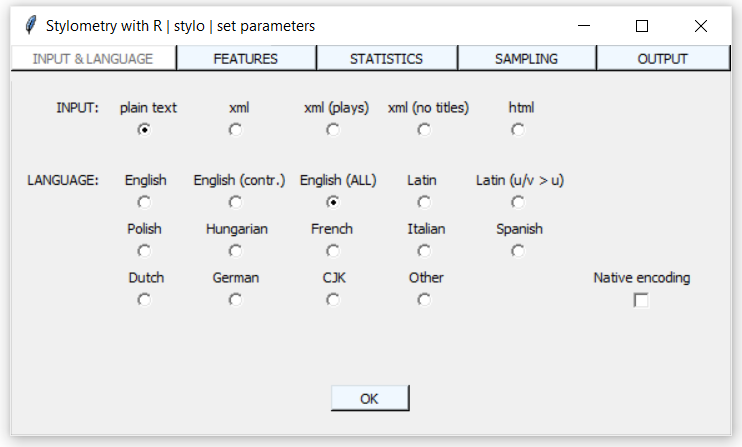 Stylometry with R | stylo | set parameters
INPUT & LANGUAGE FEATURES STATISTICS SAMPLING OUTPUT
INPUT: plain text xml xml (plays) xml (no titles) html
LANGUAGE: English English (contr.) English (ALL) Latin Latin (u/v > u)
Polish Hungarian French Italian Spanish
Dutch German CJK Other Native encoding
OK